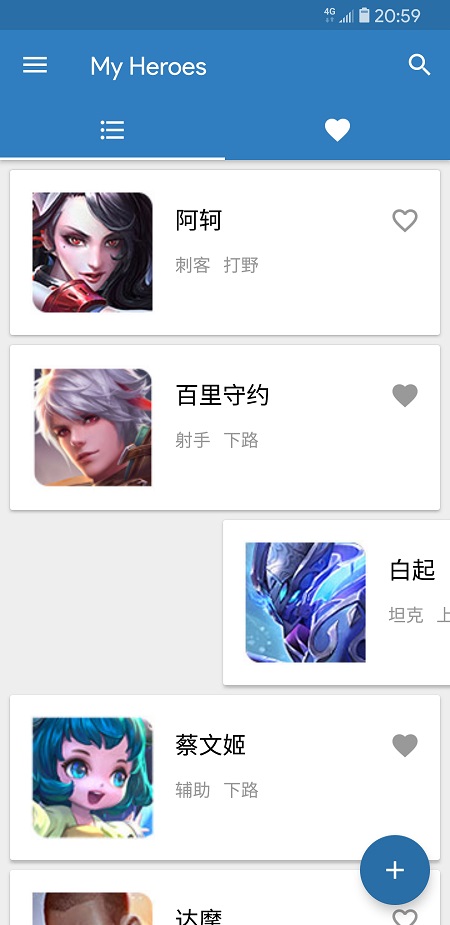 4G 20:59
My Heroes
阿轲
刺客 打野
百里守约
射手 下路
白起
坦克 上
蔡文姬
辅助 下路
达摩